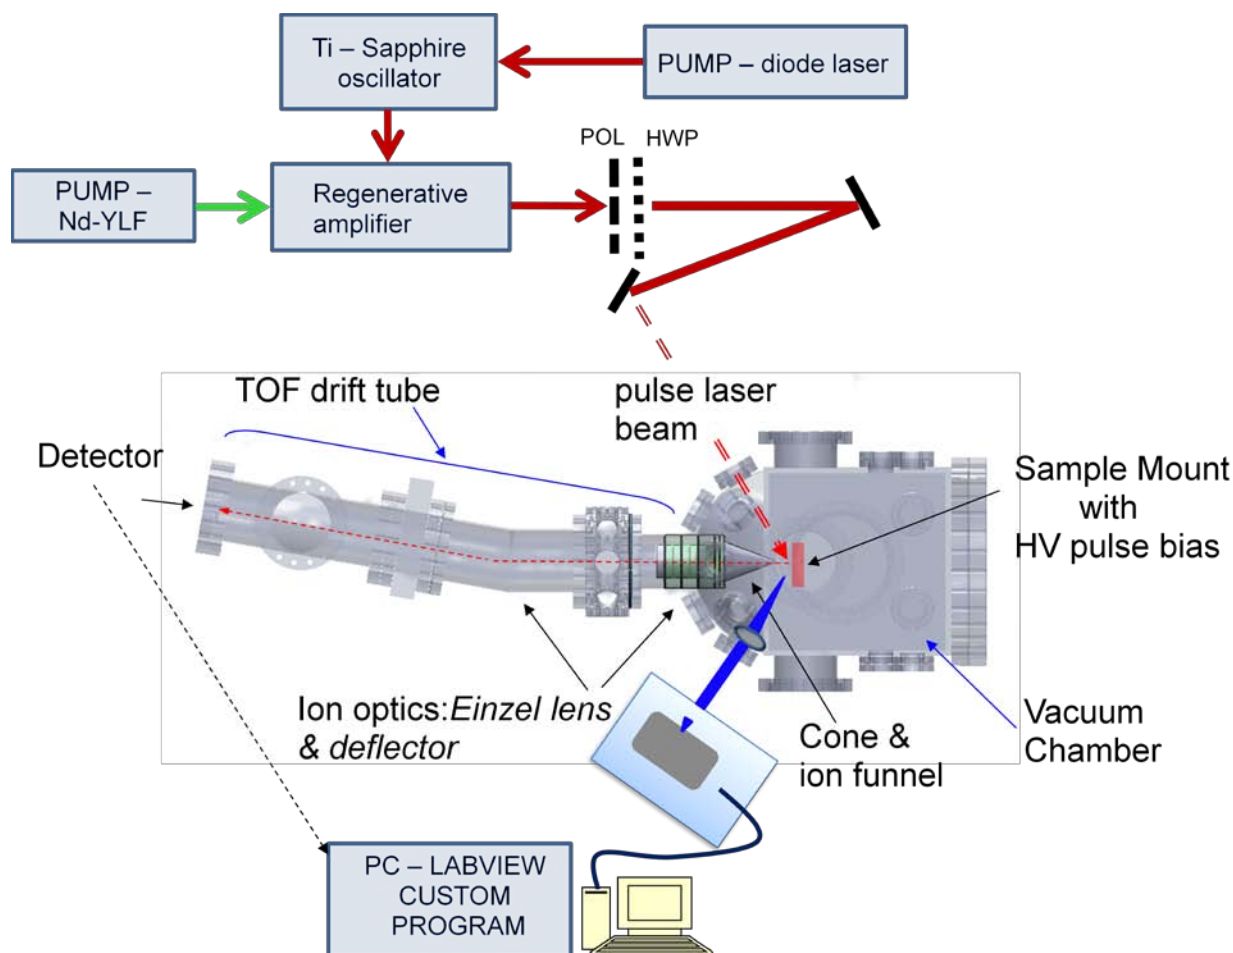 Ti – Sapphire
oscillator
PUMP – diode laser
POL
HWP
PUMP –
Nd-YLF
Regenerative
amplifier
TOF drift tube
pulse laser
beam
Detector
Sample Mount
with
HV pulse bias
Ion optics:Einzel lens
& deflector
Cone &
ion funnel
Vacuum
Chamber
PC – LABVIEW
CUSTOM
PROGRAM